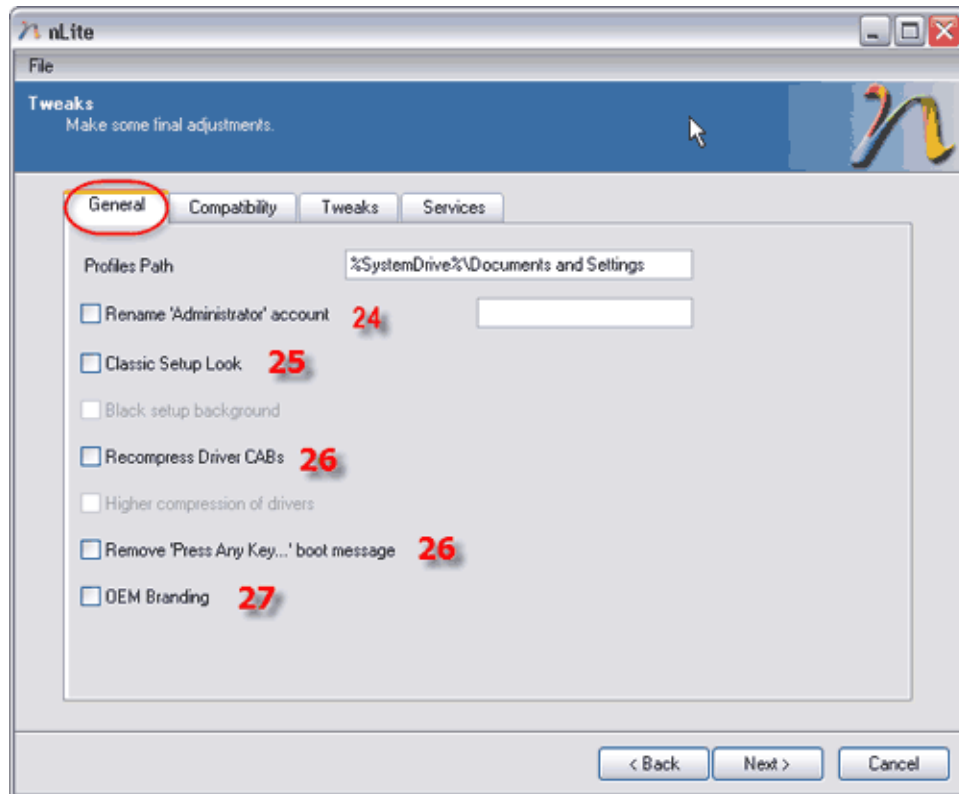 nLite
File
Tweaks
Make some final adjustments.
General Compatibility Tweaks Services
Profiles Path %SystemDrive%\Documents and Settings
Rename 'Administrator' account 24
Classic Setup Look 25
Black setup background
Recompress Driver CABs 26
Higher compression of drivers
Remove 'Press Any Key...' boot message 26
OEM Branding 27
< Back Next > Cancel